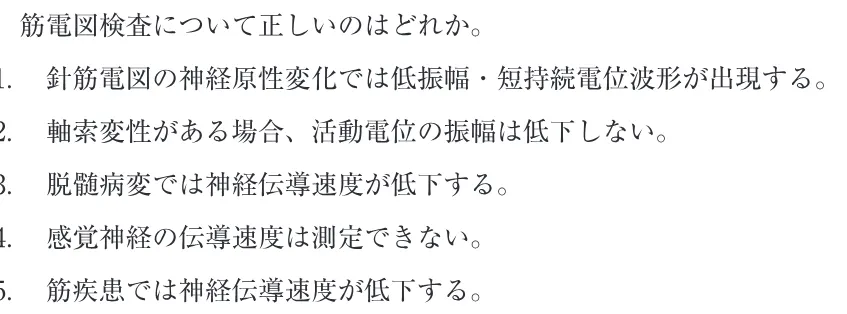 筋電図検査について正しいのはどれか。
1. 針筋電図の神経原性変化では低振幅・短持続電位波形が出現する。
2. 軸索変性がある場合、活動電位の振幅は低下しない。
3. 脱髄病変では神経伝導速度が低下する。
4. 感覚神経の伝導速度は測定できない。
5. 筋疾患では神経伝導速度が低下する。